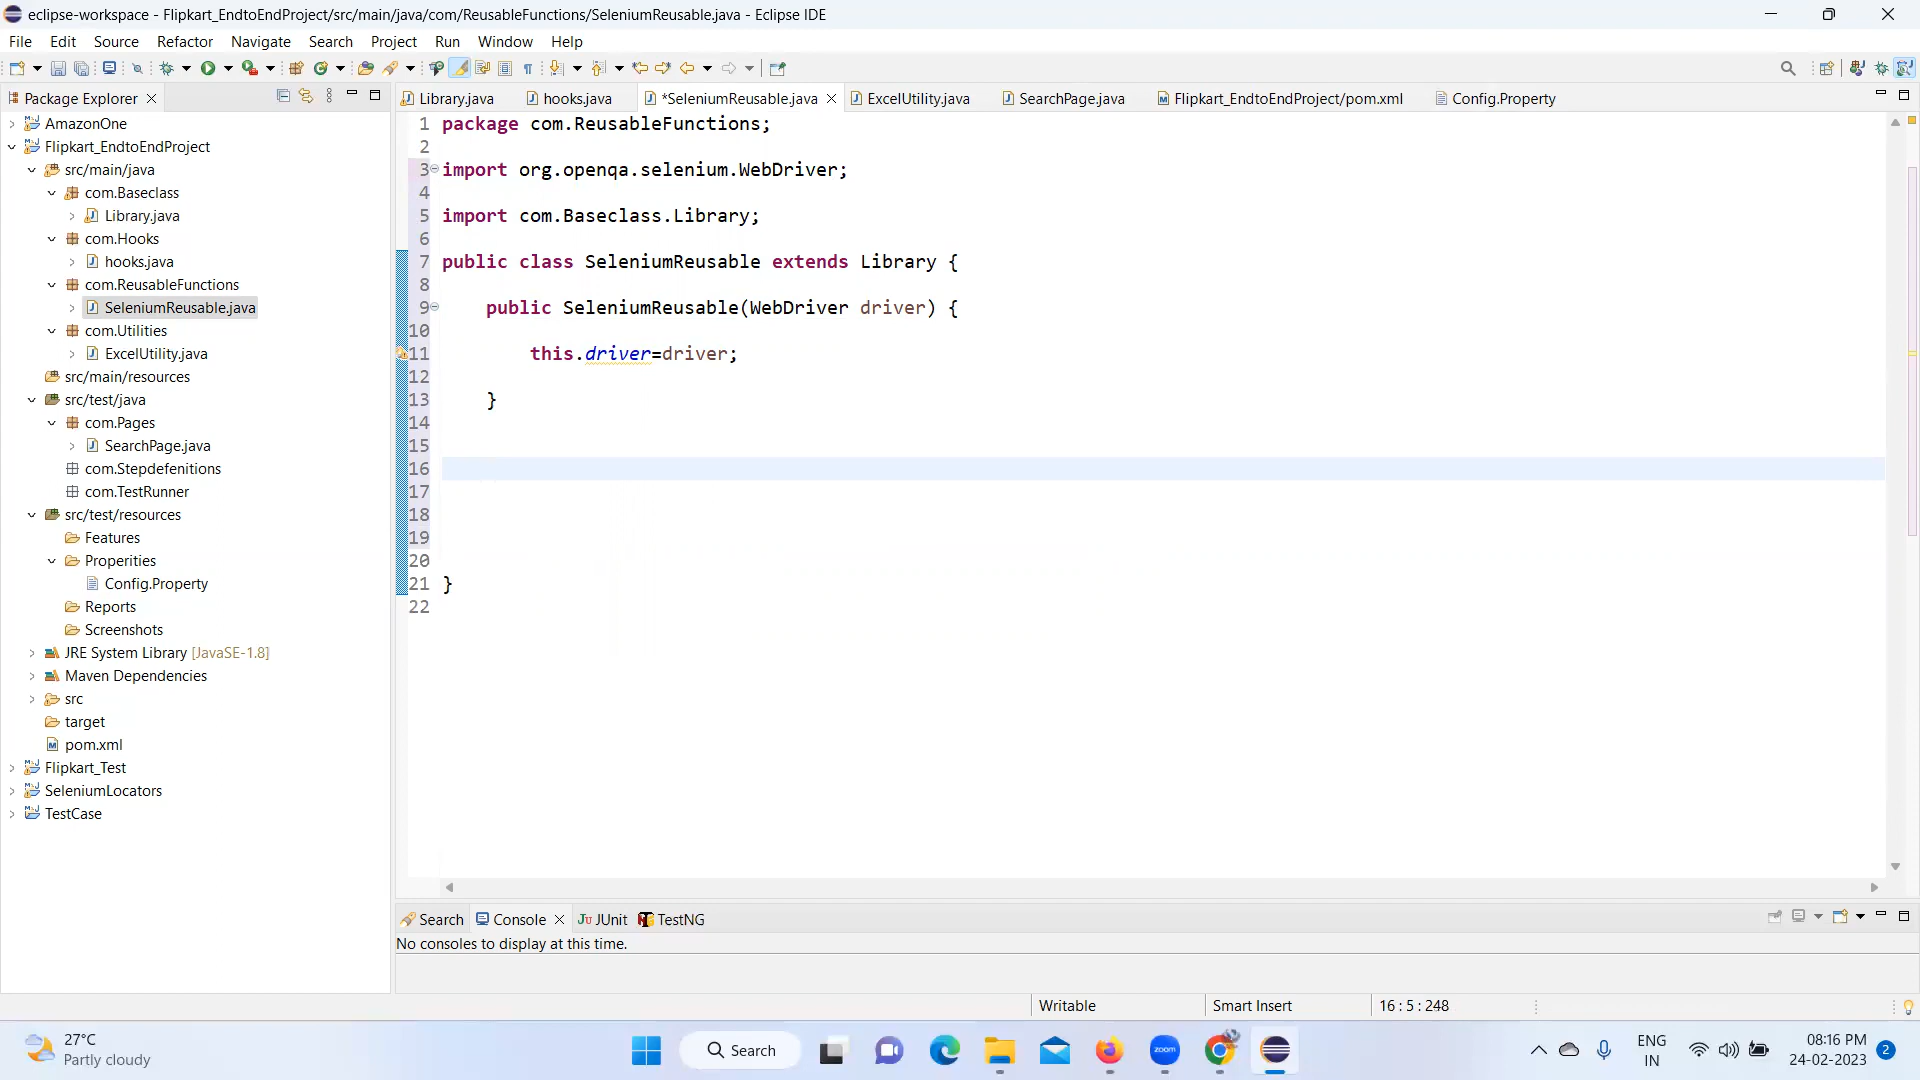 eclipse-workspace - Flipkart_EndtoEndProject/src/main/java/com/ReusableFunctions/SeleniumReusable.java - Eclipse IDE
File Edit Source Refactor Navigate Search Project Run Window Help
Package Explorer
Library.java hooks.java *SeleniumReusable.java ExcelUtility.java SearchPage.java Flipkart_EndtoEndProject/pom.xml Config.Property
AmazonOne
Flipkart_EndtoEndProject
src/main/java
com.Baseclass
Library.java
com.Hooks
hooks.java
com.ReusableFunctions
SeleniumReusable.java
com.Utilities
ExcelUtility.java
src/main/resources
src/test/java
com.Pages
SearchPage.java
com.Stepdefenitions
com.TestRunner
src/test/resources
Features
Properities
Config.Property
Reports
Screenshots
JRE System Library [JavaSE-1.8]
Maven Dependencies
src
target
pom.xml
Flipkart_Test
SeleniumLocators
TestCase
1 package com.ReusableFunctions;
2
3 import org.openqa.selenium.WebDriver;
4
5 import com.Baseclass.Library;
6
7 public class SeleniumReusable extends Library {
8
9 public SeleniumReusable(WebDriver driver) {
10
11 this.driver=driver;
12
13 }
14
15
16
17
18
19
20
21 }
22
Search Console Ju JUnit TestNG
No consoles to display at this time.
Writable Smart Insert 16 : 5 : 248
27°C
Partly cloudy
Search
zoom
ENG
IN
08:16 PM
24-02-2023
2